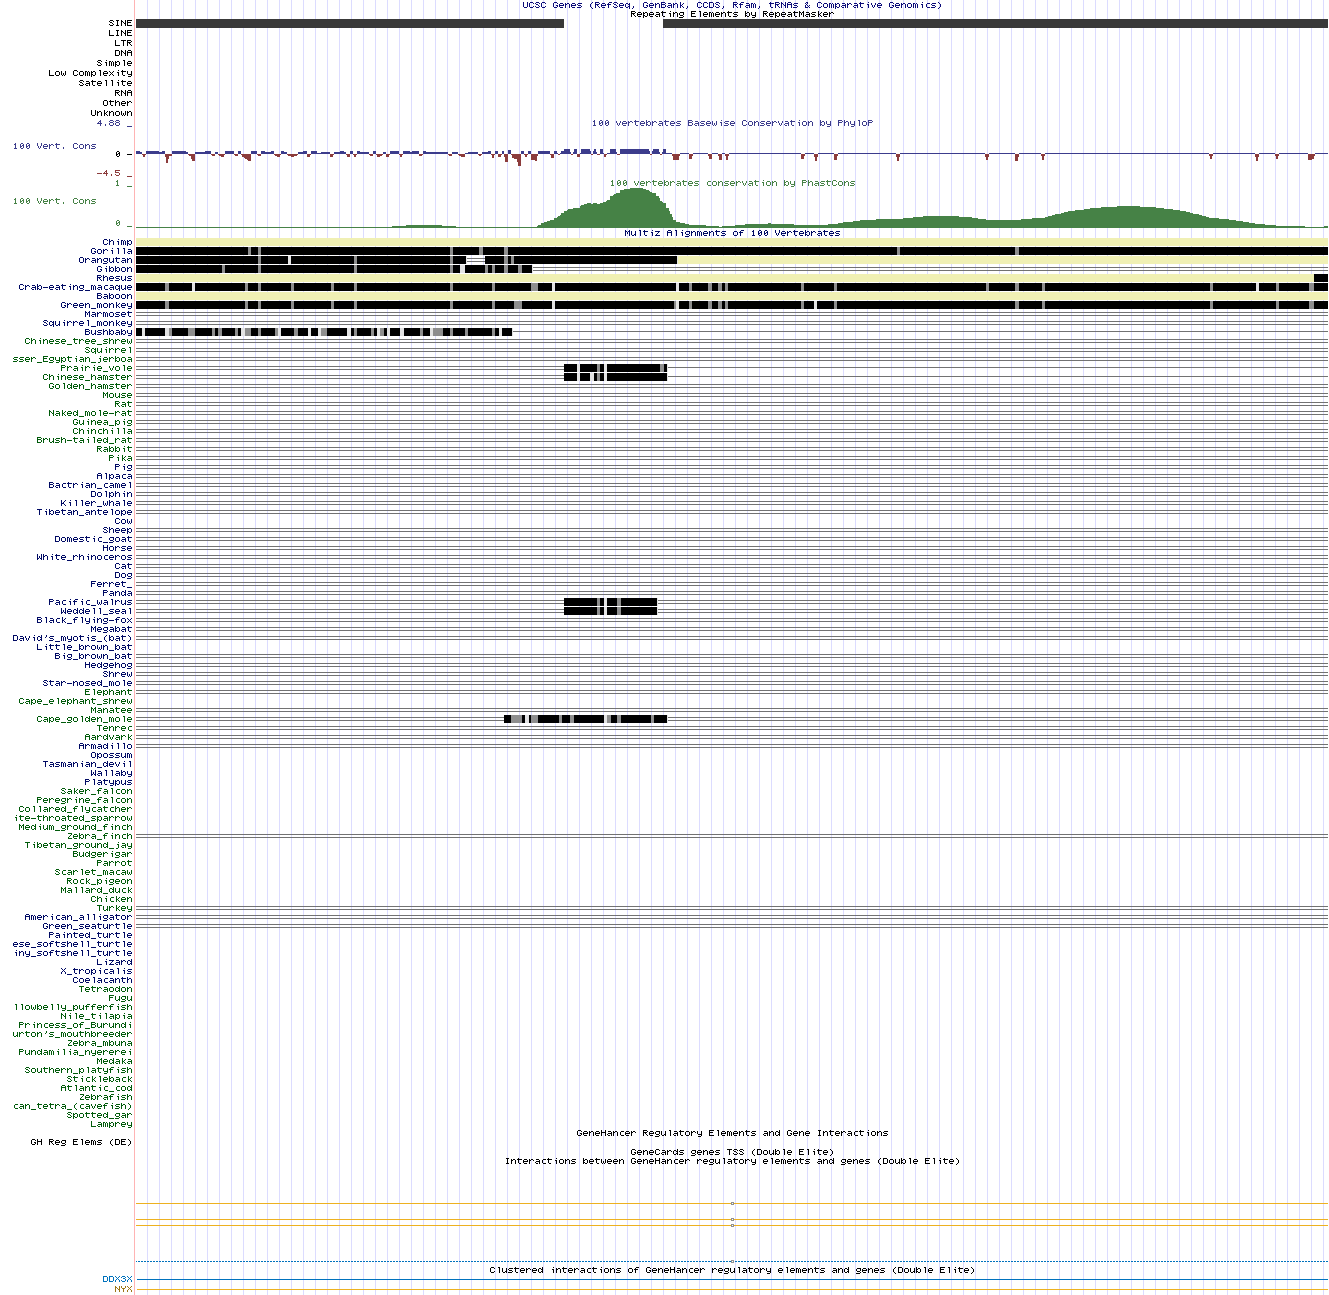 UCSC Genes (RefSeq, GenBank, CCDS, Rfam, tRNAs & Comparative Genomics)
Repeating Elements by RepeatMasker
SINE
LINE
LTR
DNA
Simple
Low Complexity
Satellite
RNA
Other
Unknown
4.88 _
100 vertebrates Basewise Conservation by PhyloP
100 Vert. Cons
0 _
-4.5 _
1 _
100 vertebrates conservation by PhastCons
100 Vert. Cons
0 _
Multiz Alignments of 100 Vertebrates
Chimp
Gorilla
Orangutan
Gibbon
Rhesus
Crab-eating_macaque
Baboon
Green_monkey
Marmoset
Squirrel_monkey
Bushbaby
Chinese_tree_shrew
Squirrel
sser_Egyptian_jerboa
Prairie_vole
Chinese_hamster
Golden_hamster
Mouse
Rat
Naked_mole-rat
Guinea_pig
Chinchilla
Brush-tailed_rat
Rabbit
Pika
Pig
Alpaca
Bactrian_camel
Dolphin
Killer_whale
Tibetan_antelope
Cow
Sheep
Domestic_goat
Horse
White_rhinoceros
Cat
Dog
Ferret_
Panda
Pacific_walrus
Weddell_seal
Black_flying-fox
Megabat
David's_myotis_(bat)
Little_brown_bat
Big_brown_bat
Hedgehog
Shrew
Star-nosed_mole
Elephant
Cape_elephant_shrew
Manatee
Cape_golden_mole
Tenrec
Aardvark
Armadillo
Opossum
Tasmanian_devil
Wallaby
Platypus
Saker_falcon
Peregrine_falcon
Collared_flycatcher
ite-throated_sparrow
Medium_ground_finch
Zebra_finch
Tibetan_ground_jay
Budgerigar
Parrot
Scarlet_macaw
Rock_pigeon
Mallard_duck
Chicken
Turkey
American_alligator
Green_seaturtle
Painted_turtle
ese_softshell_turtle
iny_softshell_turtle
Lizard
X_tropicalis
Coelacanth
Tetraodon
Fugu
llowbelly_pufferfish
Nile_tilapia
Princess_of_Burundi
urton's_mouthbreeder
Zebra_mbuna
Pundamilia_nyererei
Medaka
Southern_platyfish
Stickleback
Atlantic_cod
Zebrafish
can_tetra_(cavefish)
Spotted_gar
Lamprey
GeneHancer Regulatory Elements and Gene Interactions
GH Reg Elems (DE)
GeneCards genes TSS (Double Elite)
Interactions between GeneHancer regulatory elements and genes (Double Elite)
Clustered interactions of GeneHancer regulatory elements and genes (Double Elite)
DDX3X
NYX